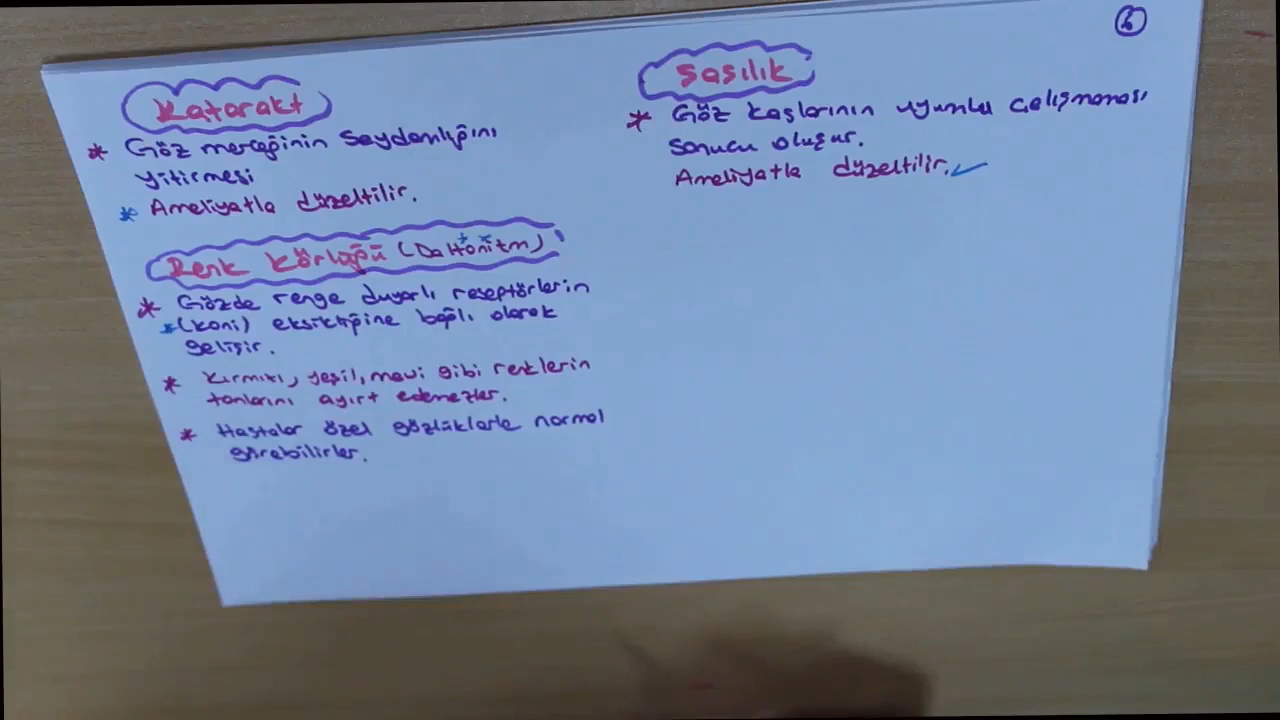 6
Katarakt
* Göz merceğinin Saydamlığını
yitirmesi
* Ameliyatla düzeltilir.
Renk Körlüğü (Daltonizm)
* Gözde renge duyarlı reseptörlerin
*(koni) eksikliğine bağlı olarak
gelişir.
* Kırmızı, yeşil, mavi gibi renklerin
tonlarını ayırt edemezler.
* Hastalar özel gözlüklerle normal
görebilirler.
Şaşılık
* Göz kaslarının uyumlu çalışmaması
sonucu oluşur.
Ameliyatla düzeltilir.